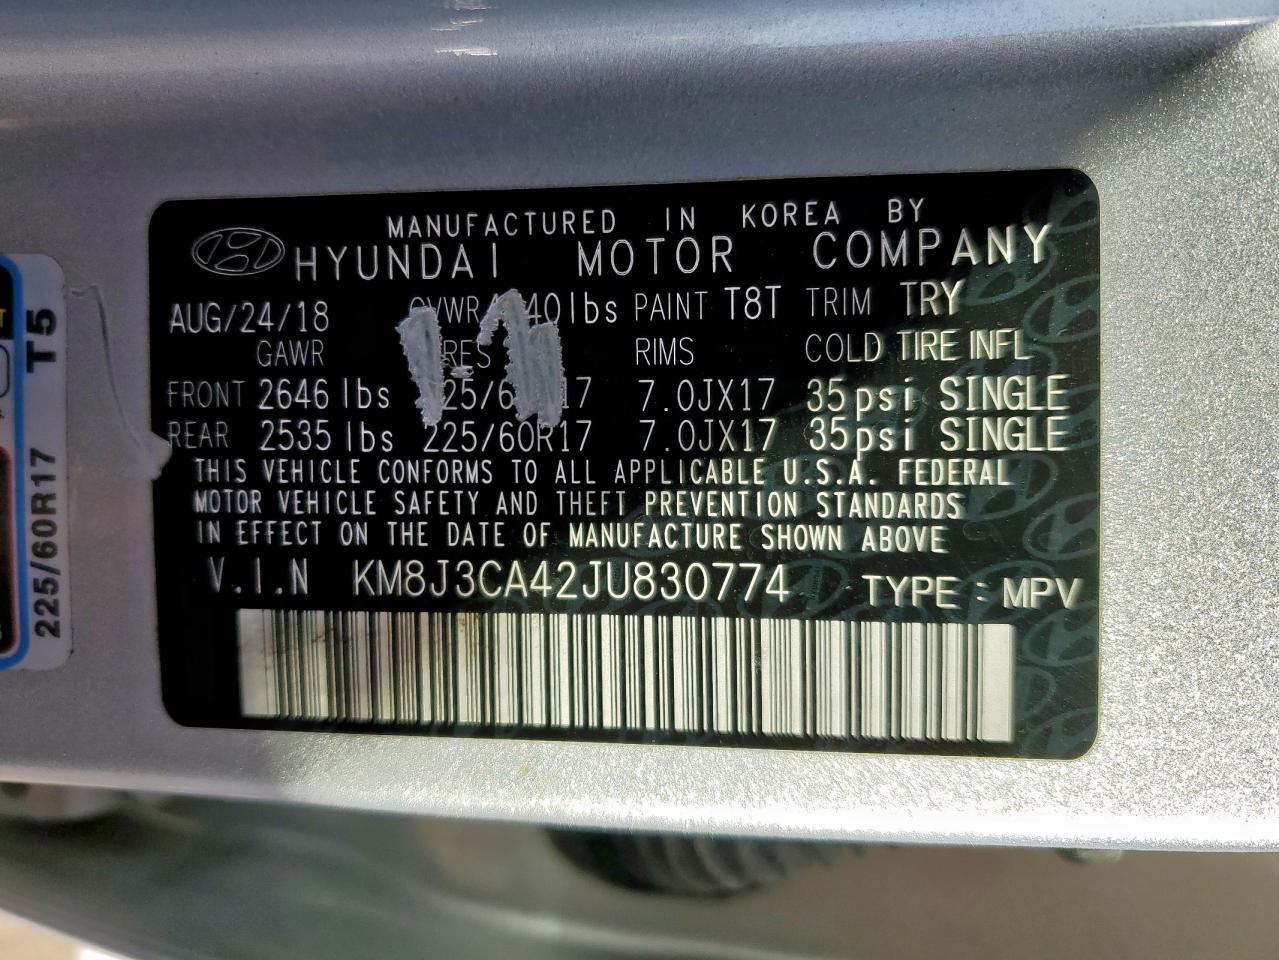 MANUFACTURED IN KOREA BY
HYUNDAI MOTOR COMPANY
AUG/24/18 lbs PAINT T8T TRIM TRY
GAWR RIMS COLD TIRE INFL
FRONT 2646 lbs 7.0JX17 35psi SINGLE
REAR 2535 lbs 225/60R17 7.0JX17 35psi SINGLE
THIS VEHICLE CONFORMS TO ALL APPLICABLE U.S.A. FEDERAL
MOTOR VEHICLE SAFETY AND THEFT PREVENTION STANDARDS
IN EFFECT ON THE DATE OF MANUFACTURE SHOWN ABOVE
V.I.N KM8J3CA42JU830774 TYPE : MPV
225/60R17 T5